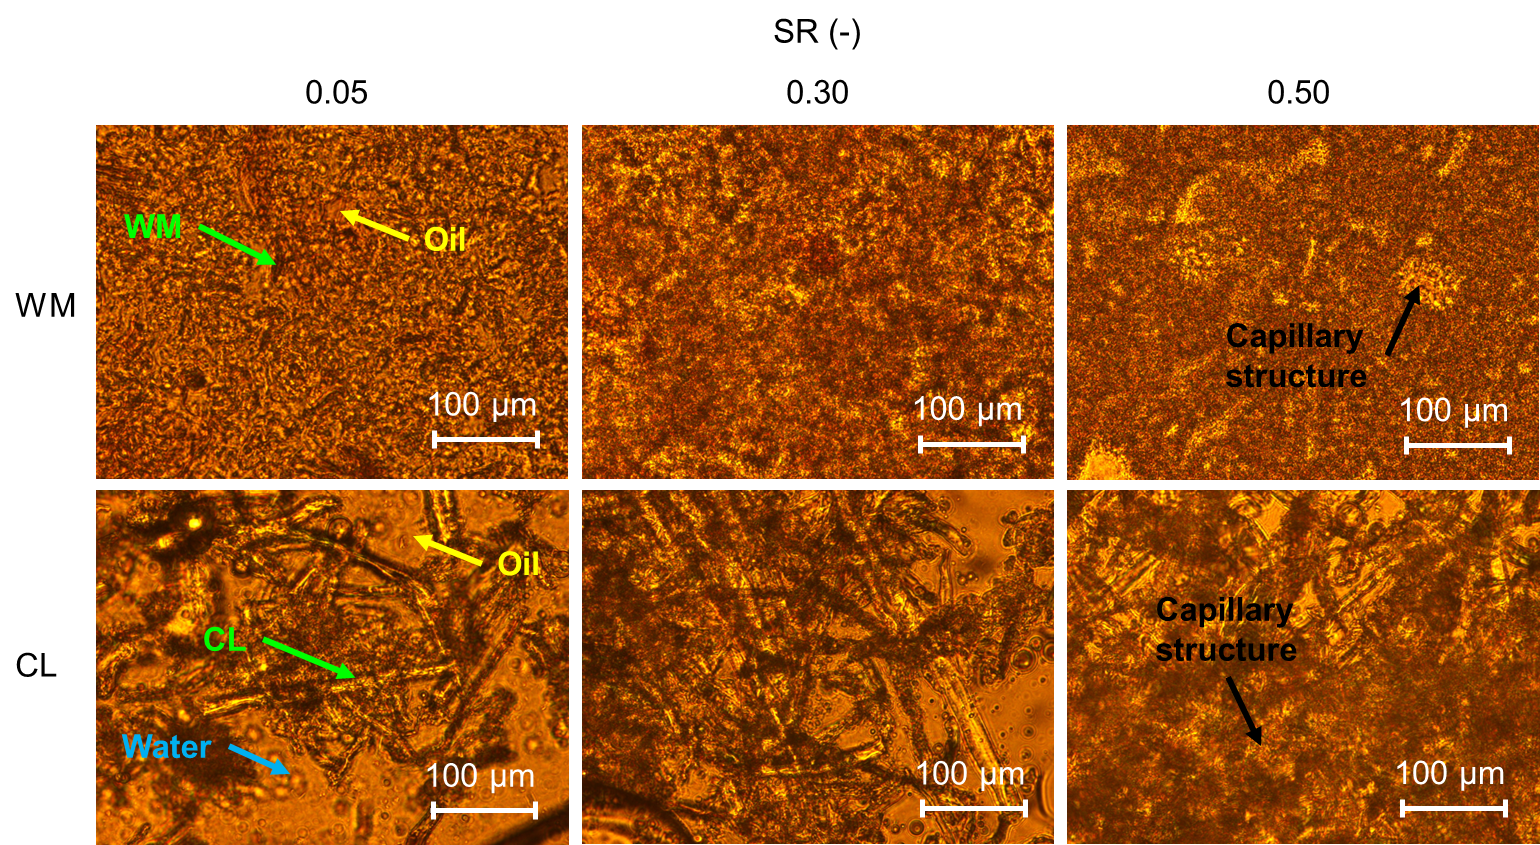 SR (-)
0.05 0.30 0.50
WM
WM
Oil
Capillary
structure
100 µm 100 µm 100 µm
CL
Oil
CL
Water
Capillary
structure
100 µm 100 µm 100 µm